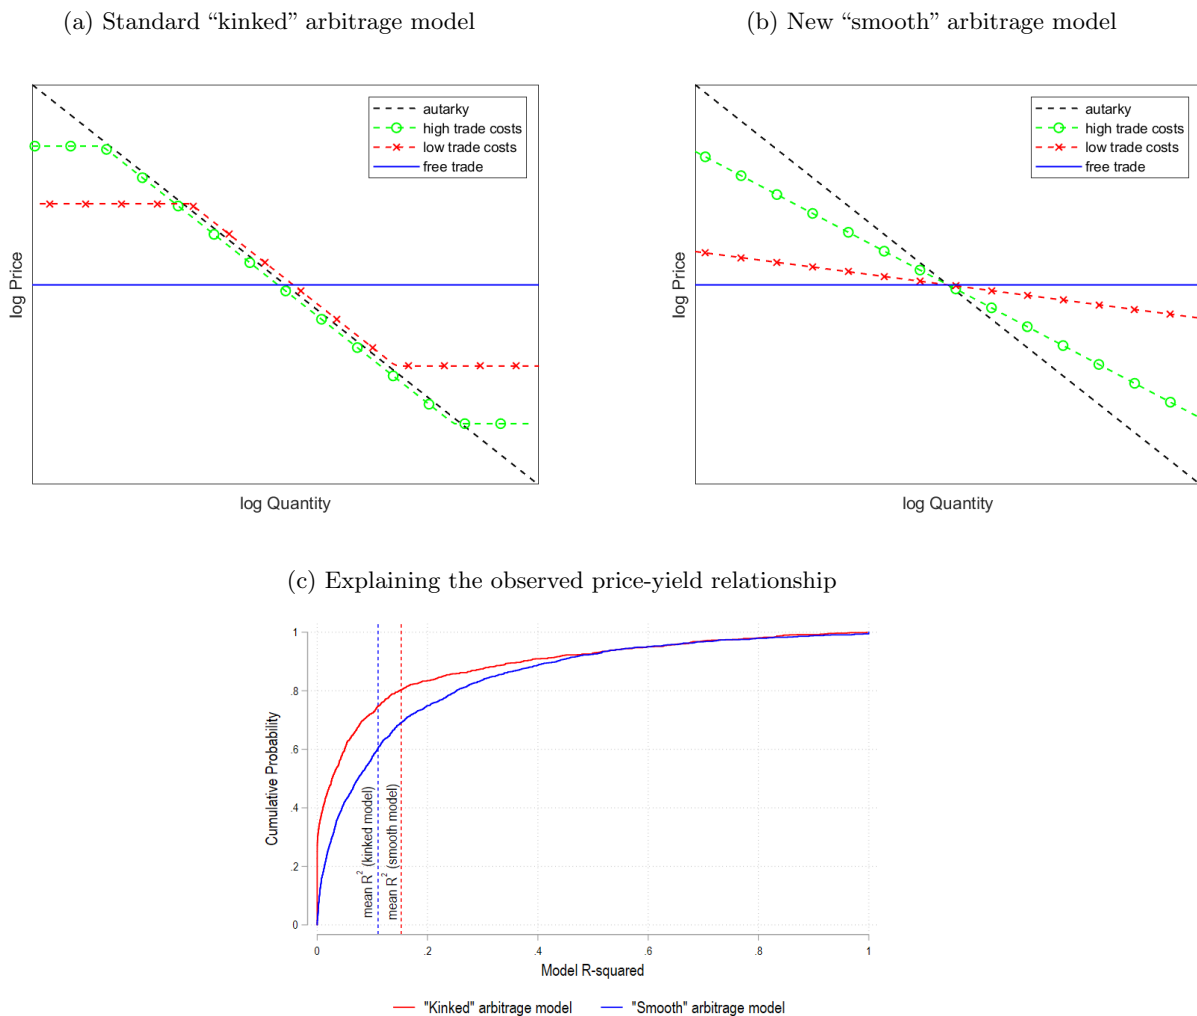 (a) Standard “kinked” arbitrage model
autarky
high trade costs
low trade costs
free trade
log Price
log Quantity
(b) New “smooth” arbitrage model
autarky
high trade costs
low trade costs
free trade
log Price
log Quantity
(c) Explaining the observed price-yield relationship
Cumulative Probability
1
.8
.6
.4
.2
0
mean R² (kinked model)
mean R² (smooth model)
0 .2 .4 .6 .8 1
Model R-squared
"Kinked" arbitrage model "Smooth" arbitrage model